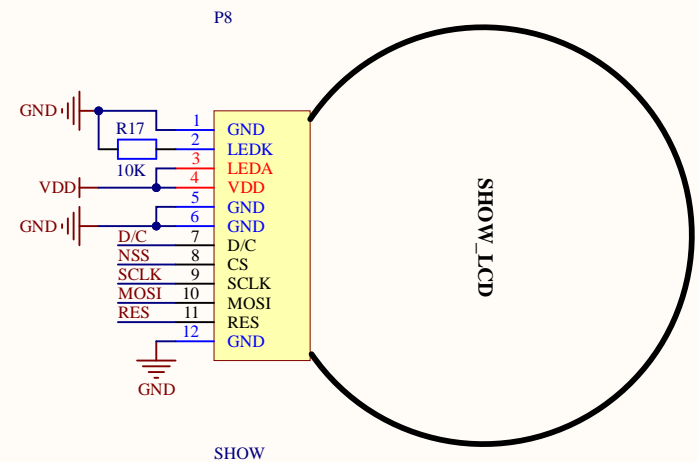 P8
GND
R17
10K
VDD
GND
D/C
NSS
SCLK
MOSI
RES
GND
1 GND
2 LEDK
3 LEDA
4 VDD
5 GND
6 GND
7 D/C
8 CS
9 SCLK
10 MOSI
11 RES
12 GND
SHOW_LCD
SHOW